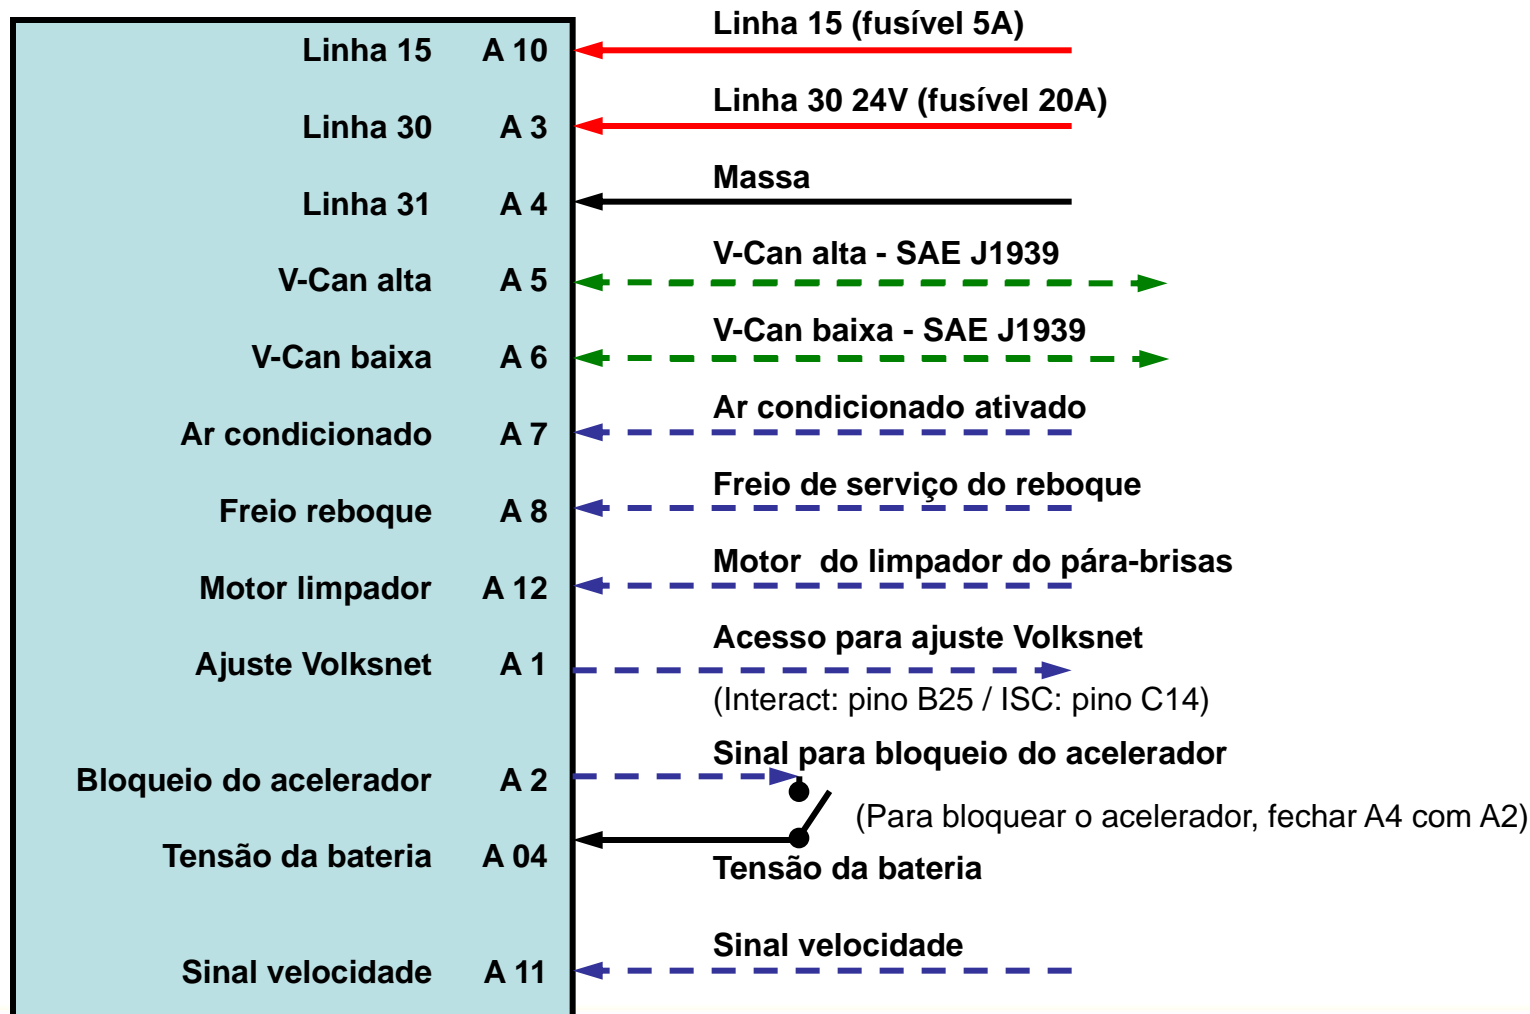 Linha 15 (fusível 5A)
Linha 15 A 10
Linha 30 24V (fusível 20A)
Linha 30 A 3
Massa
Linha 31 A 4
V-Can alta - SAE J1939
V-Can alta A 5
V-Can baixa - SAE J1939
V-Can baixa A 6
Ar condicionado ativado
Ar condicionado A 7
Freio de serviço do reboque
Freio reboque A 8
Motor do limpador do pára-brisas
Motor limpador A 12
Acesso para ajuste Volksnet
Ajuste Volksnet A 1
(Interact: pino B25 / ISC: pino C14)
Sinal para bloqueio do acelerador
Bloqueio do acelerador A 2
(Para bloquear o acelerador, fechar A4 com A2)
Tensão da bateria A 04
Tensão da bateria
Sinal velocidade
Sinal velocidade A 11